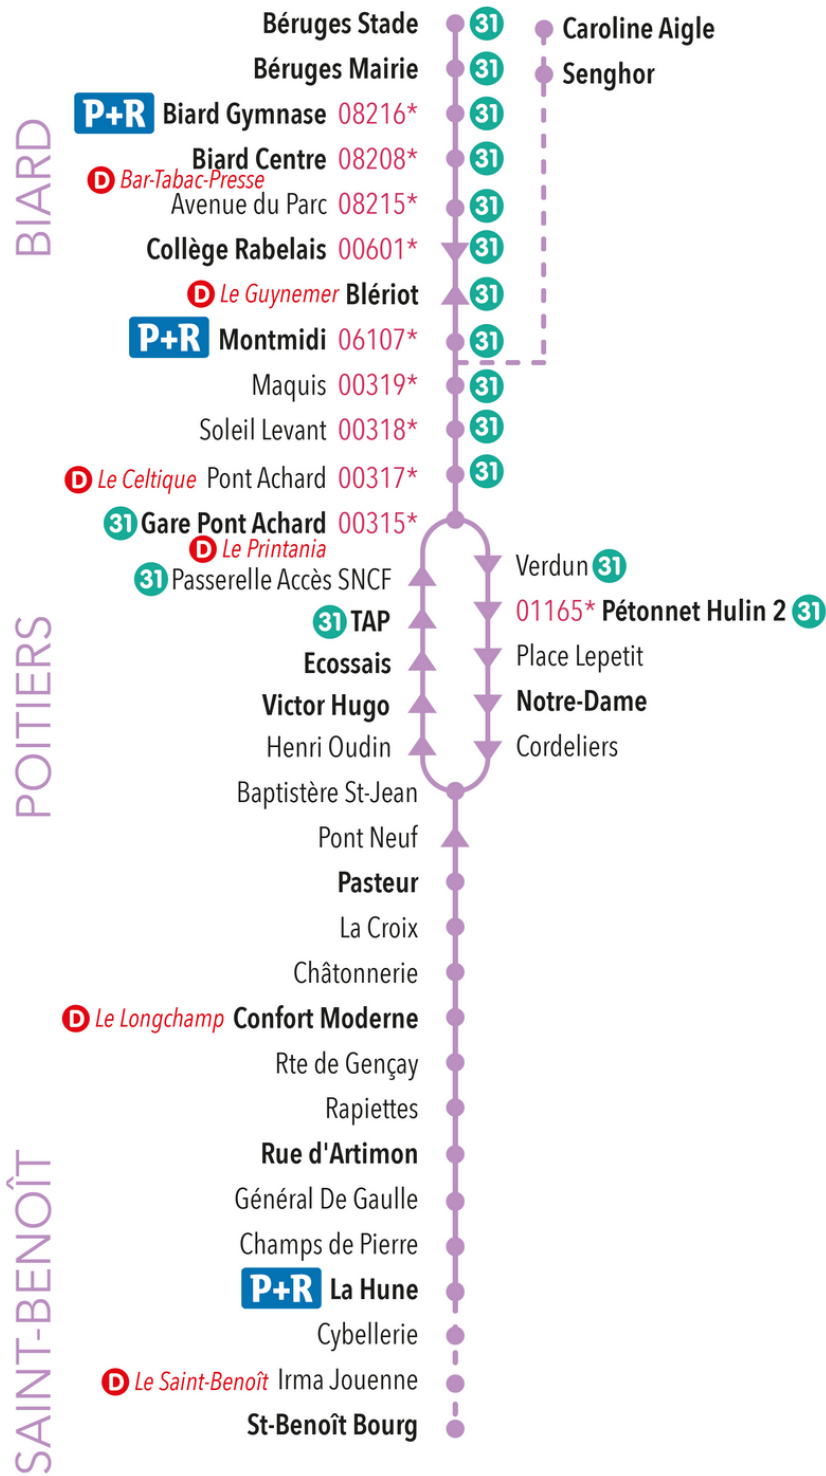 Béruges Stade 31 Caroline Aigle
Béruges Mairie 31 Senghor
P+R Biard Gymnase 08216* 31
Biard Centre 08208* 31
D Bar-Tabac-Presse
Avenue du Parc 08215* 31
Collège Rabelais 00601* 31
D Le Guynemer Blériot 31
P+R Montmidi 06107* 31
Maquis 00319* 31
Soleil Levant 00318* 31
D Le Celtique Pont Achard 00317* 31
31 Gare Pont Achard 00315*
D Le Printania
Verdun 31
31 Passerelle Accès SNCF
01165* Pétonnet Hulin 2 31
31 TAP
Place Lepetit
Ecossais
Notre-Dame
Victor Hugo
Cordeliers
Henri Oudin
Baptistère St-Jean
Pont Neuf
Pasteur
La Croix
Châtonnerie
D Le Longchamp Confort Moderne
Rte de Gençay
Rapiettes
Rue d'Artimon
Général De Gaulle
Champs de Pierre
P+R La Hune
Cybellerie
D Le Saint-Benoît Irma Jouenne
St-Benoît Bourg
BIARD
POITIERS
SAINT-BENOÎT